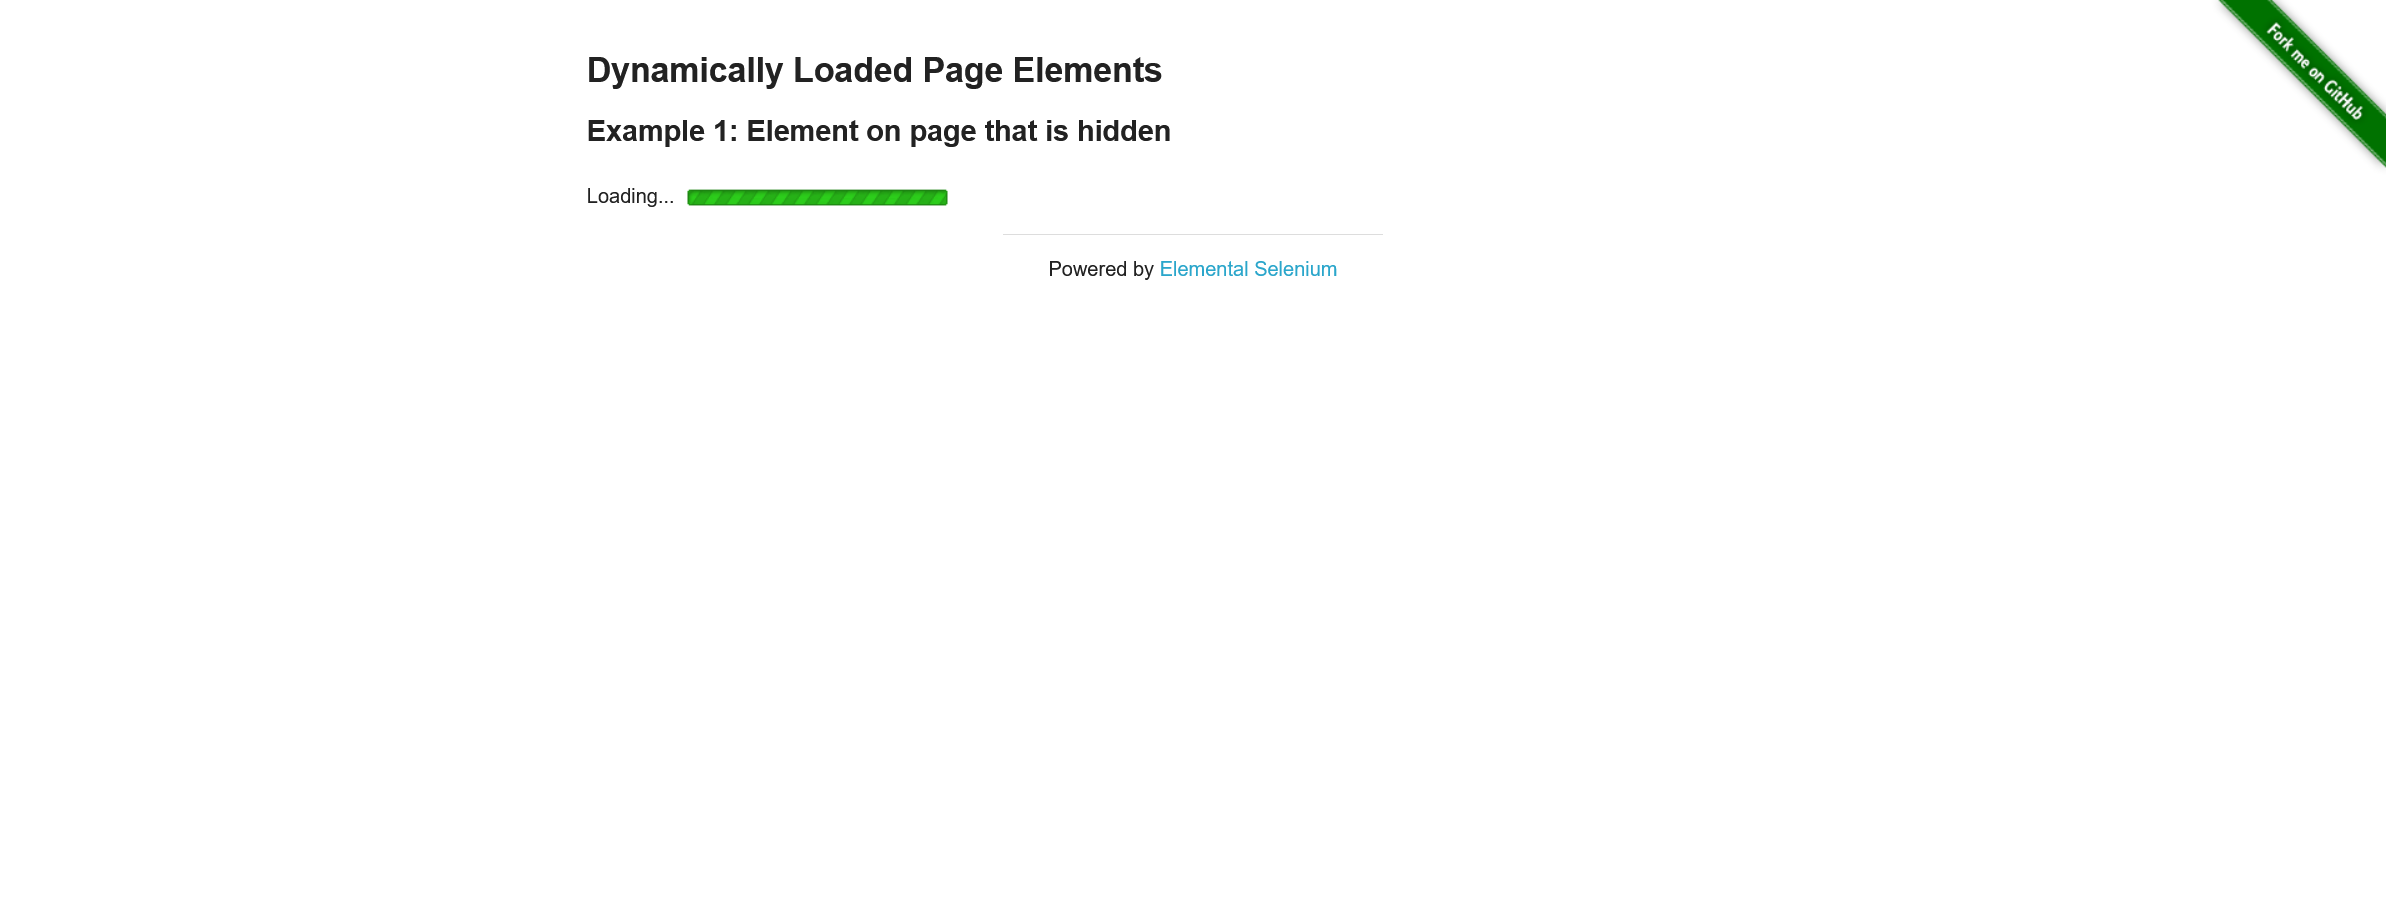 Dynamically Loaded Page Elements
Example 1: Element on page that is hidden
Loading...
Powered by Elemental Selenium
Fork me on GitHub